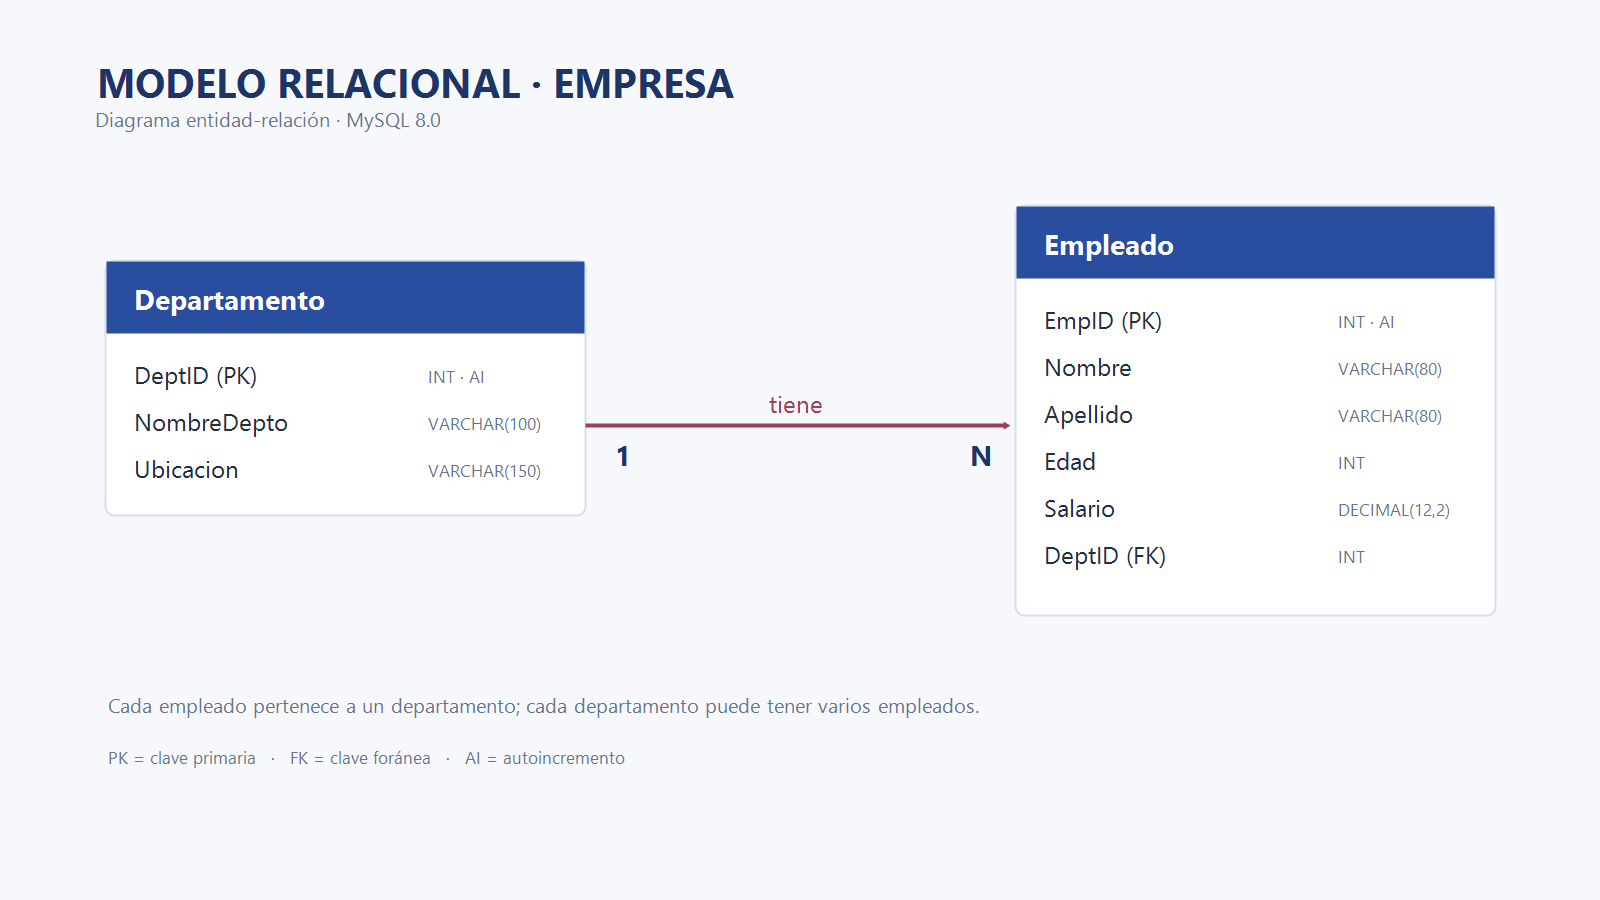 MODELO RELACIONAL · EMPRESA
Diagrama entidad-relación · MySQL 8.0
Departamento
DeptID (PK) INT · AI
NombreDepto VARCHAR(100)
Ubicacion VARCHAR(150)
tiene
1 N
Empleado
EmpID (PK) INT · AI
Nombre VARCHAR(80)
Apellido VARCHAR(80)
Edad INT
Salario DECIMAL(12,2)
DeptID (FK) INT
Cada empleado pertenece a un departamento; cada departamento puede tener varios empleados.
PK = clave primaria · FK = clave foránea · AI = autoincremento